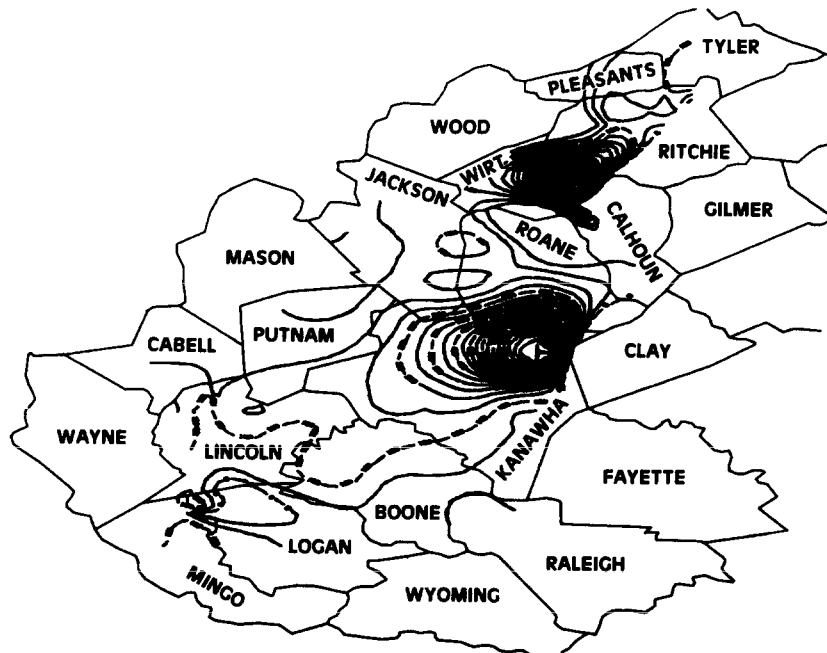 TYLER
PLEASANTS
WOOD
RITCHIE
WIRT
JACKSON
GILMER
CALHOUN
ROANE
MASON
PUTNAM
CABELL
CLAY
WAYNE
LINCOLN
KANAWHA
FAYETTE
BOONE
LOGAN
RALEIGH
MINGO
WYOMING